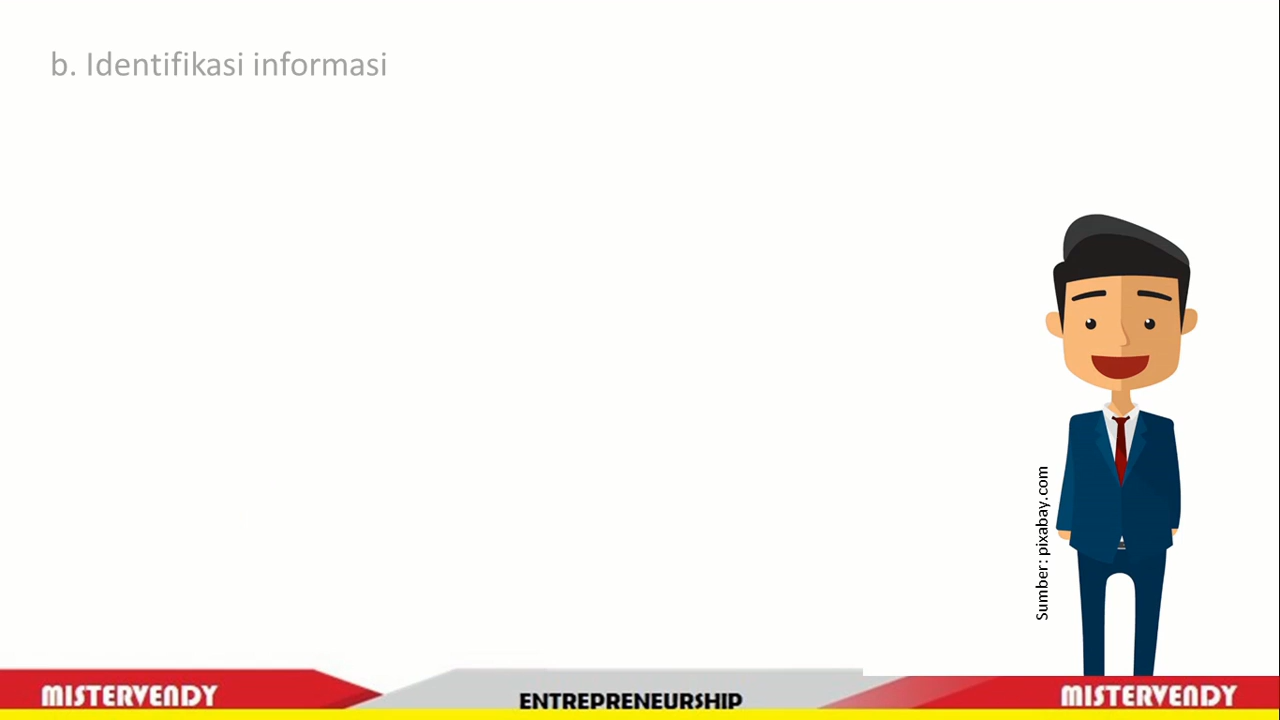 b. Identifikasi informasi
Sumber: pixabay.com
MISTERVENDY
ENTREPRENEURSHIP
MISTERVENDY